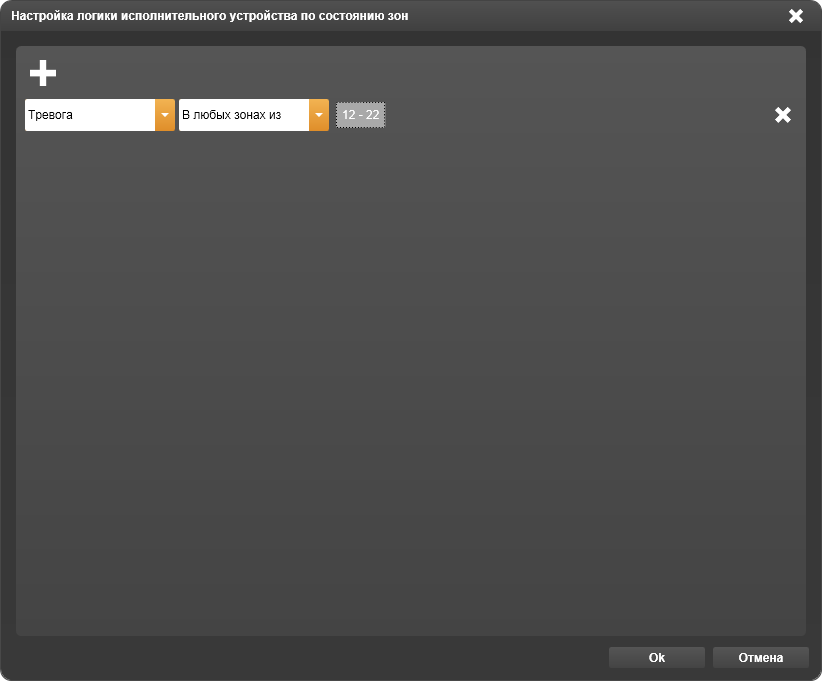 Настройка логики исполнительного устройства по состоянию зон
Тревога В любых зонах из 12 - 22
Ok Отмена